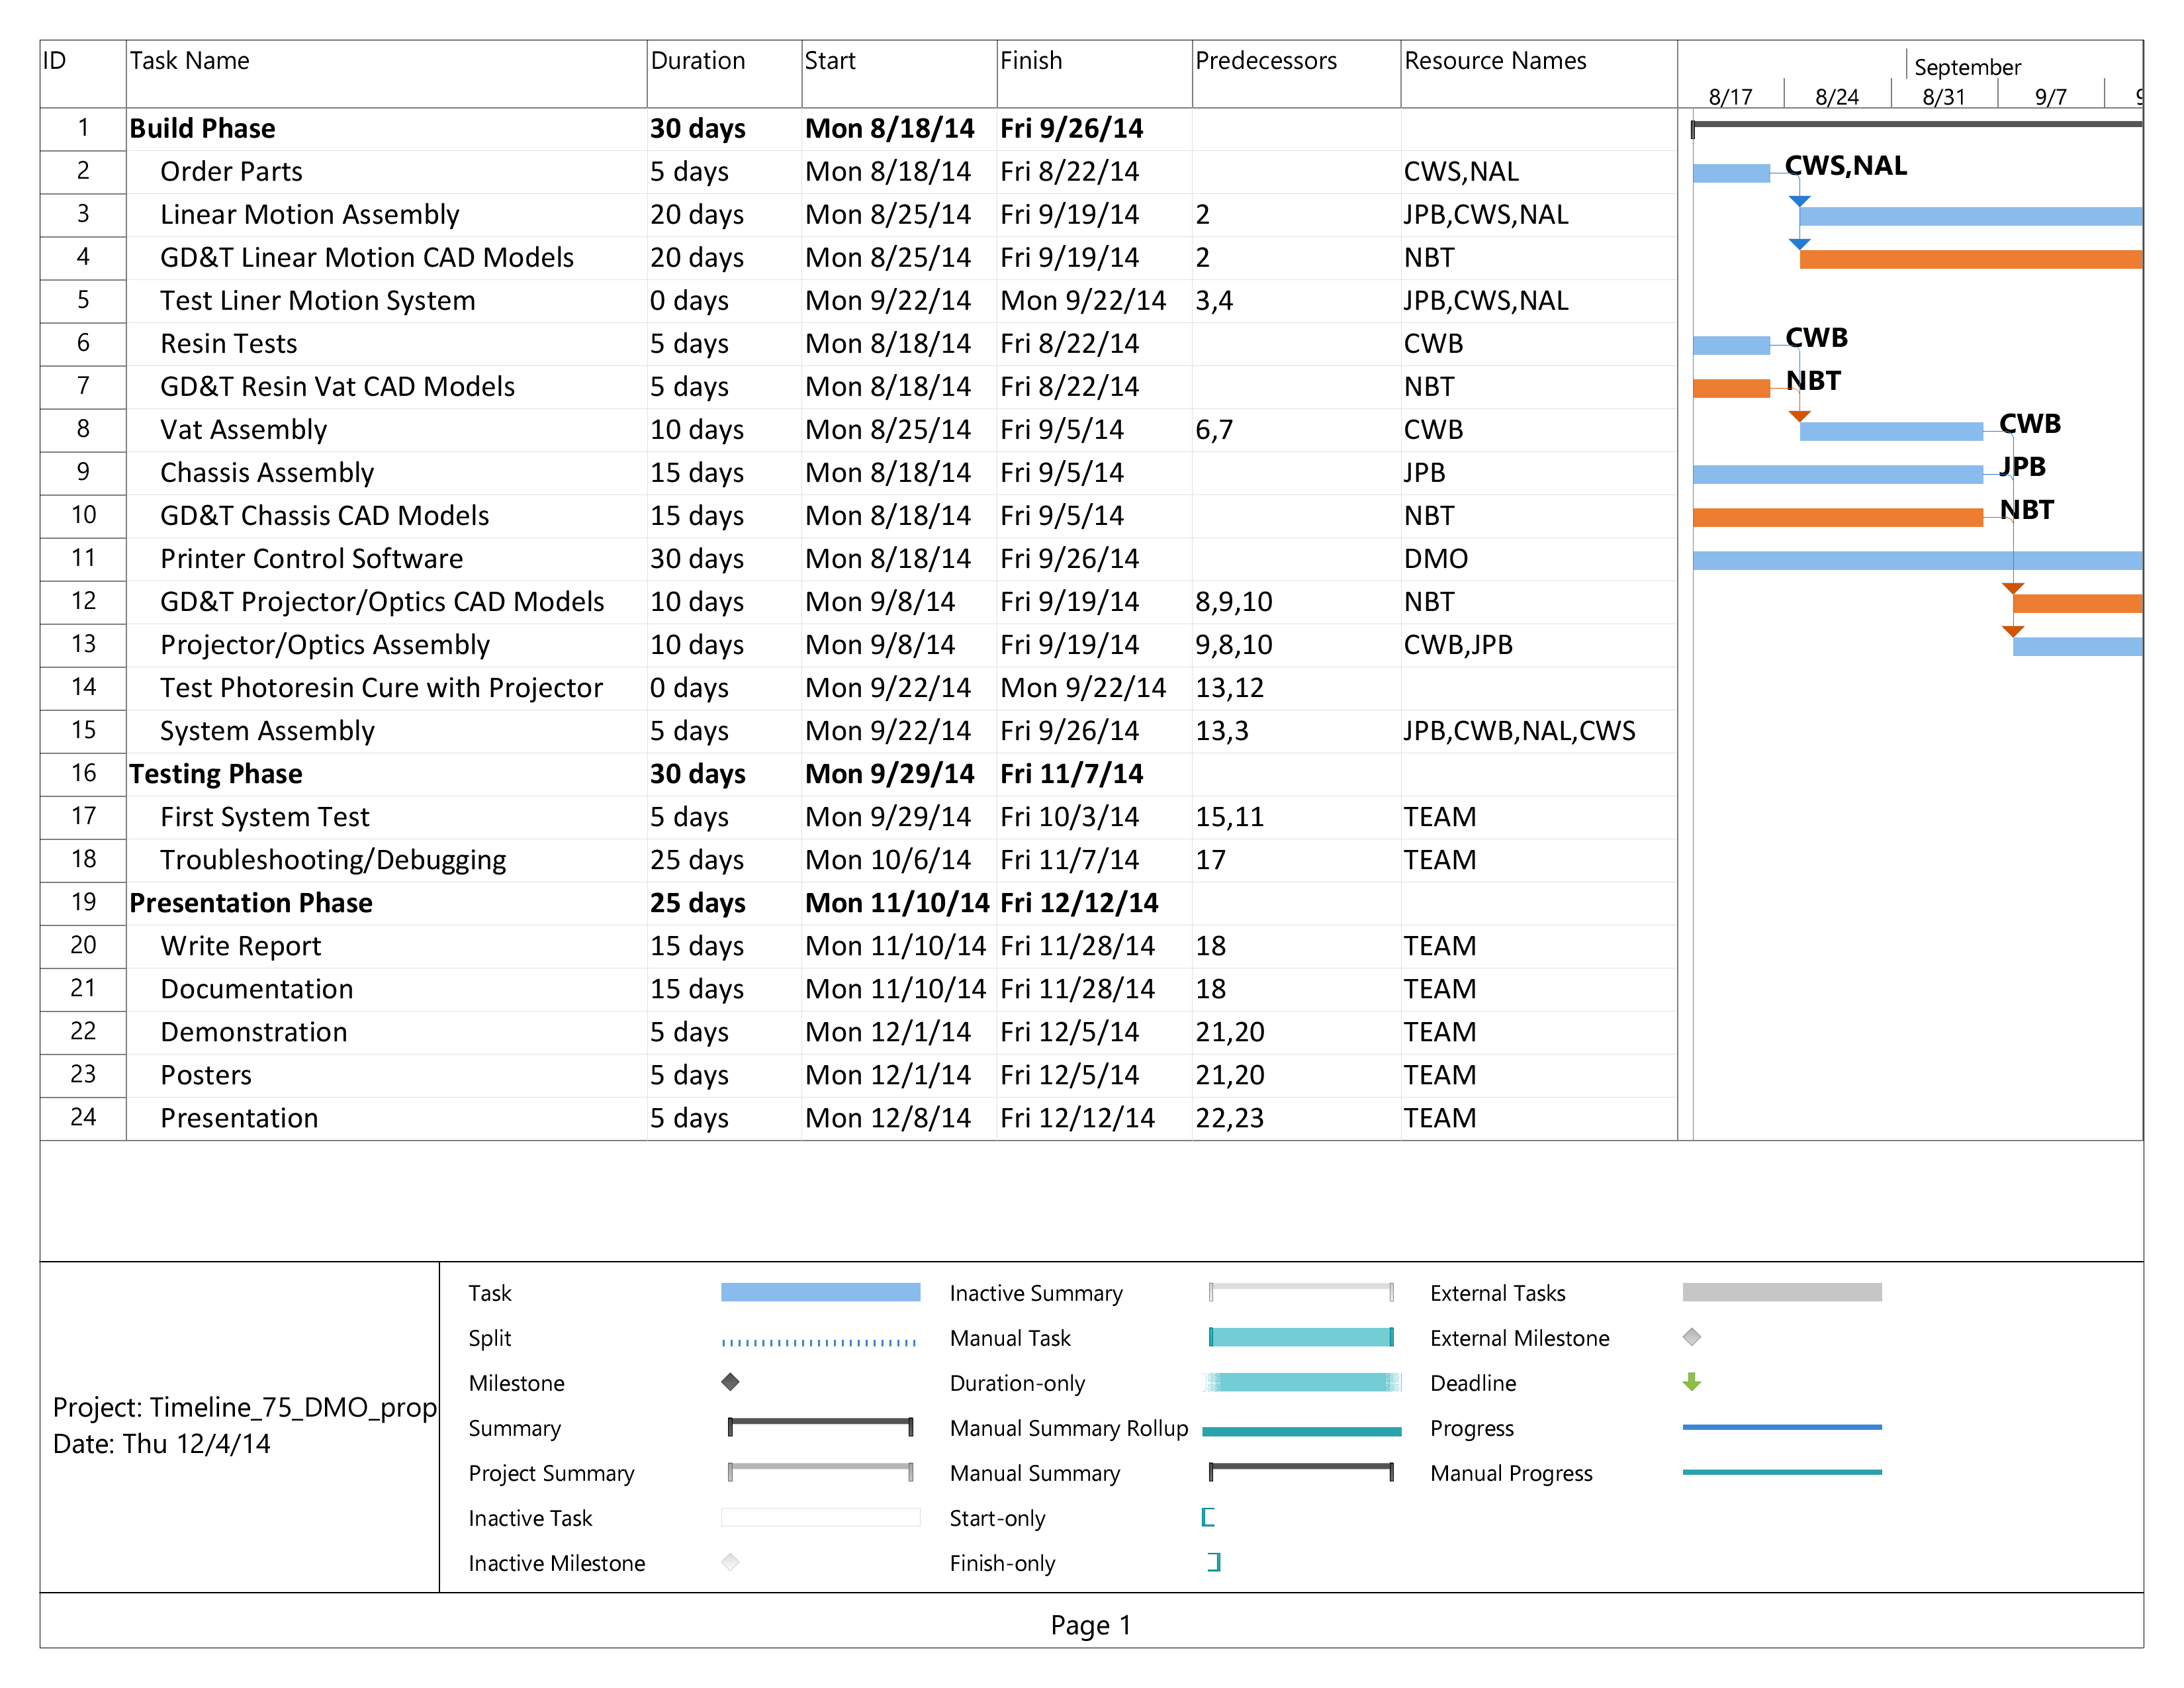 ID Task Name Duration Start Finish Predecessors Resource Names
September
8/17 8/24 8/31 9/7
1 Build Phase 30 days Mon 8/18/14 Fri 9/26/14
2 Order Parts 5 days Mon 8/18/14 Fri 8/22/14 CWS,NAL CWS,NAL
3 Linear Motion Assembly 20 days Mon 8/25/14 Fri 9/19/14 2 JPB,CWS,NAL
4 GD&T Linear Motion CAD Models 20 days Mon 8/25/14 Fri 9/19/14 2 NBT
5 Test Liner Motion System 0 days Mon 9/22/14 Mon 9/22/14 3,4 JPB,CWS,NAL
6 Resin Tests 5 days Mon 8/18/14 Fri 8/22/14 CWB CWB
7 GD&T Resin Vat CAD Models 5 days Mon 8/18/14 Fri 8/22/14 NBT NBT
8 Vat Assembly 10 days Mon 8/25/14 Fri 9/5/14 6,7 CWB CWB
9 Chassis Assembly 15 days Mon 8/18/14 Fri 9/5/14 JPB JPB
10 GD&T Chassis CAD Models 15 days Mon 8/18/14 Fri 9/5/14 NBT NBT
11 Printer Control Software 30 days Mon 8/18/14 Fri 9/26/14 DMO
12 GD&T Projector/Optics CAD Models 10 days Mon 9/8/14 Fri 9/19/14 8,9,10 NBT
13 Projector/Optics Assembly 10 days Mon 9/8/14 Fri 9/19/14 9,8,10 CWB,JPB
14 Test Photoresin Cure with Projector 0 days Mon 9/22/14 Mon 9/22/14 13,12
15 System Assembly 5 days Mon 9/22/14 Fri 9/26/14 13,3 JPB,CWB,NAL,CWS
16 Testing Phase 30 days Mon 9/29/14 Fri 11/7/14
17 First System Test 5 days Mon 9/29/14 Fri 10/3/14 15,11 TEAM
18 Troubleshooting/Debugging 25 days Mon 10/6/14 Fri 11/7/14 17 TEAM
19 Presentation Phase 25 days Mon 11/10/14 Fri 12/12/14
20 Write Report 15 days Mon 11/10/14 Fri 11/28/14 18 TEAM
21 Documentation 15 days Mon 11/10/14 Fri 11/28/14 18 TEAM
22 Demonstration 5 days Mon 12/1/14 Fri 12/5/14 21,20 TEAM
23 Posters 5 days Mon 12/1/14 Fri 12/5/14 21,20 TEAM
24 Presentation 5 days Mon 12/8/14 Fri 12/12/14 22,23 TEAM
Project: Timeline_75_DMO_prop
Date: Thu 12/4/14
Task
Split
Milestone
Summary
Project Summary
Inactive Task
Inactive Milestone
Inactive Summary
Manual Task
Duration-only
Manual Summary Rollup
Manual Summary
Start-only
Finish-only
External Tasks
External Milestone
Deadline
Progress
Manual Progress
Page 1